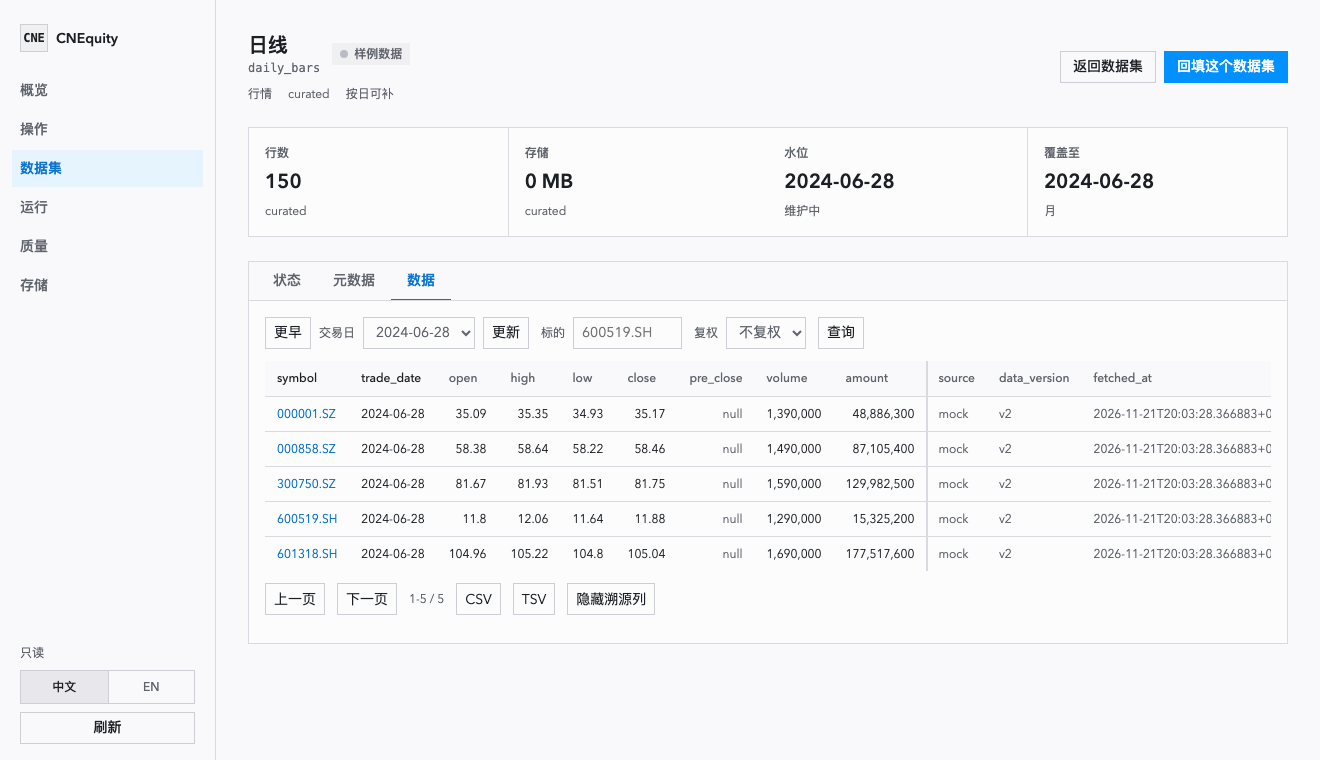 CNE CNEquity
概览
操作
数据集
运行
质量
存储
只读
中文 EN
刷新
日线 样例数据
daily_bars
行情 curated 按日可补
返回数据集 回填这个数据集
行数 存储 水位 覆盖至
150 0 MB 2024-06-28 2024-06-28
curated curated 维护中 月
状态 元数据 数据
更早 交易日 2024-06-28 更新 标的 600519.SH 复权 不复权 查询
symbol trade_date open high low close pre_close volume amount source data_version fetched_at
000001.SZ 2024-06-28 35.09 35.35 34.93 35.17 null 1,390,000 48,886,300 mock v2 2026-11-21T20:03:28.366883+0
000858.SZ 2024-06-28 58.38 58.64 58.22 58.46 null 1,490,000 87,105,400 mock v2 2026-11-21T20:03:28.366883+0
300750.SZ 2024-06-28 81.67 81.93 81.51 81.75 null 1,590,000 129,982,500 mock v2 2026-11-21T20:03:28.366883+0
600519.SH 2024-06-28 11.8 12.06 11.64 11.88 null 1,290,000 15,325,200 mock v2 2026-11-21T20:03:28.366883+0
601318.SH 2024-06-28 104.96 105.22 104.8 105.04 null 1,690,000 177,517,600 mock v2 2026-11-21T20:03:28.366883+0
上一页 下一页 1-5 / 5 CSV TSV 隐藏溯源列